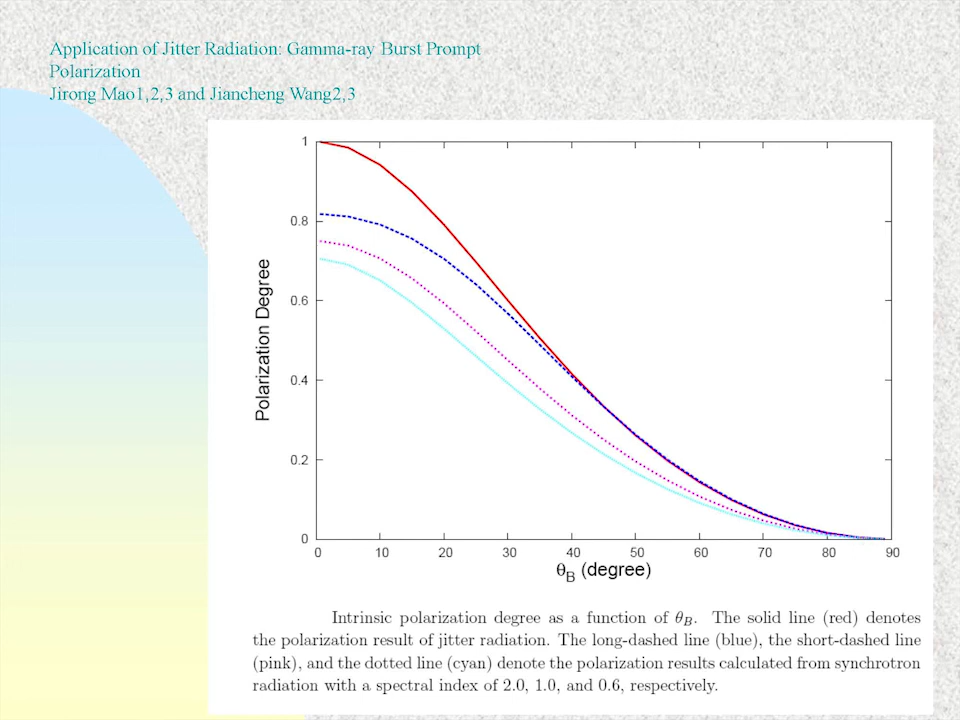 Application of Jitter Radiation: Gamma-ray Burst Prompt
Polarization
Jirong Mao1,2,3 and Jiancheng Wang2,3
1
0.8
0.6
0.4
0.2
0
Polarization Degree
0 10 20 30 40 50 60 70 80 90
θB (degree)
Intrinsic polarization degree as a function of θB. The solid line (red) denotes
the polarization result of jitter radiation. The long-dashed line (blue), the short-dashed line
(pink), and the dotted line (cyan) denote the polarization results calculated from synchrotron
radiation with a spectral index of 2.0, 1.0, and 0.6, respectively.